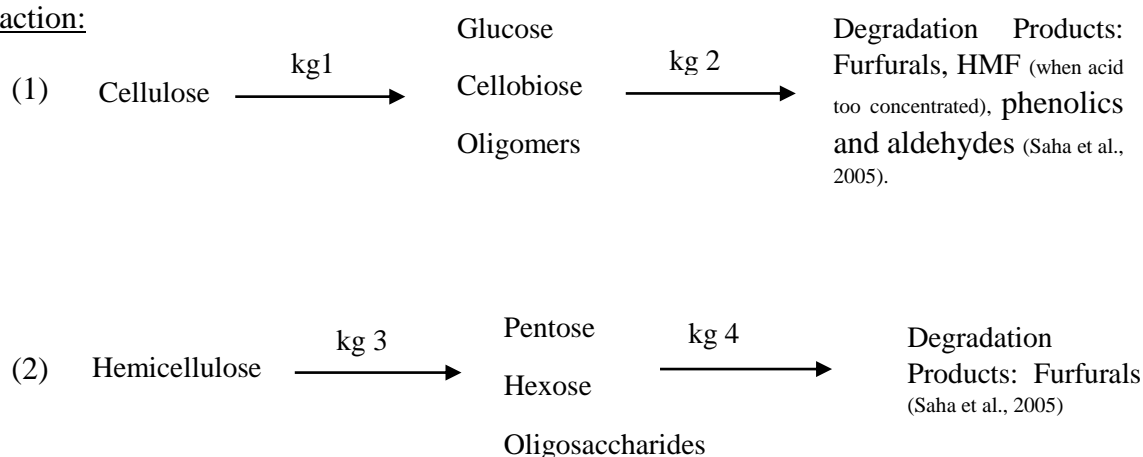 action:
(1) Cellulose
kg1
Glucose
Cellobiose
Oligomers
kg 2
Degradation Products:
Furfurals, HMF (when acid
too concentrated), phenolics
and aldehydes (Saha et al.,
2005).
(2) Hemicellulose
kg 3
Pentose
Hexose
Oligosaccharides
kg 4
Degradation
Products: Furfurals
(Saha et al., 2005)